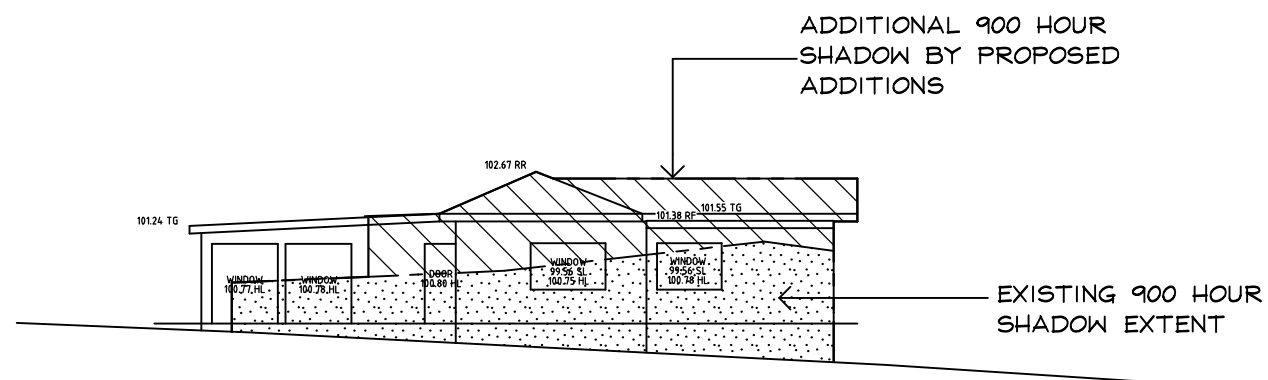 ADDITIONAL 900 HOUR
SHADOW BY PROPOSED
ADDITIONS
102.67 RR
101.55 TG
101.38 RF
101.24 TG
WINDOW
100.77 HL
WINDOW
100.78 HL
DOOR
100.80 HL
WINDOW
99.56 SL
100.75 HL
WINDOW
99.56 SL
100.78 HL
EXISTING 900 HOUR
SHADOW EXTENT